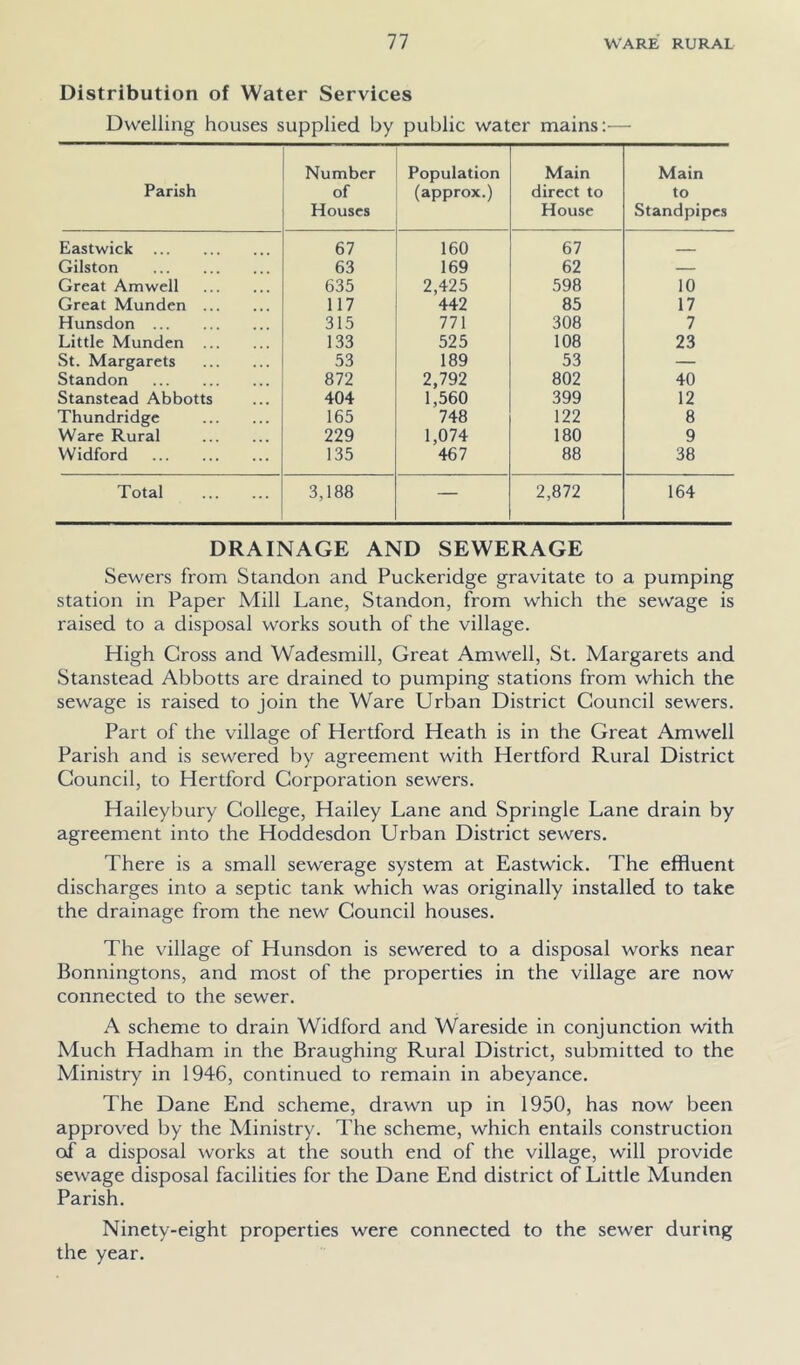 77 WARE RURAL
Distribution of Water Services
Dwelling houses supplied by public water mains:—
Parish | Number of Houses | Population (approx.) | Main direct to House | Main to Standpipes
Eastwick ... ... ... 67 160 67 —
Gilston ... ... ... 63 169 62 —
Great Amwell ... ... 635 2,425 598 10
Great Munden ... ... 117 442 85 17
Hunsdon ... ... ... 315 771 308 7
Little Munden ... ... 133 525 108 23
St. Margarets ... ... 53 189 53 —
Standon ... ... ... 872 2,792 802 40
Stanstead Abbotts ... 404 1,560 399 12
Thundridge ... ... 165 748 122 8
Ware Rural ... ... 229 1,074 180 9
Widford ... ... ... 135 467 88 38
Total ... ... 3,188 — 2,872 164
DRAINAGE AND SEWERAGE
Sewers from Standon and Puckeridge gravitate to a pumping
station in Paper Mill Lane, Standon, from which the sewage is
raised to a disposal works south of the village.
High Cross and Wadesmill, Great Amwell, St. Margarets and
Stanstead Abbotts are drained to pumping stations from which the
sewage is raised to join the Ware Urban District Council sewers.
Part of the village of Hertford Heath is in the Great Amwell
Parish and is sewered by agreement with Hertford Rural District
Council, to Hertford Corporation sewers.
Haileybury College, Hailey Lane and Springle Lane drain by
agreement into the Hoddesdon Urban District sewers.
There is a small sewerage system at Eastwick. The effluent
discharges into a septic tank which was originally installed to take
the drainage from the new Council houses.
The village of Hunsdon is sewered to a disposal works near
Bonningtons, and most of the properties in the village are now
connected to the sewer.
A scheme to drain Widford and Wareside in conjunction with
Much Hadham in the Braughing Rural District, submitted to the
Ministry in 1946, continued to remain in abeyance.
The Dane End scheme, drawn up in 1950, has now been
approved by the Ministry. The scheme, which entails construction
of a disposal works at the south end of the village, will provide
sewage disposal facilities for the Dane End district of Little Munden
Parish.
Ninety-eight properties were connected to the sewer during
the year.